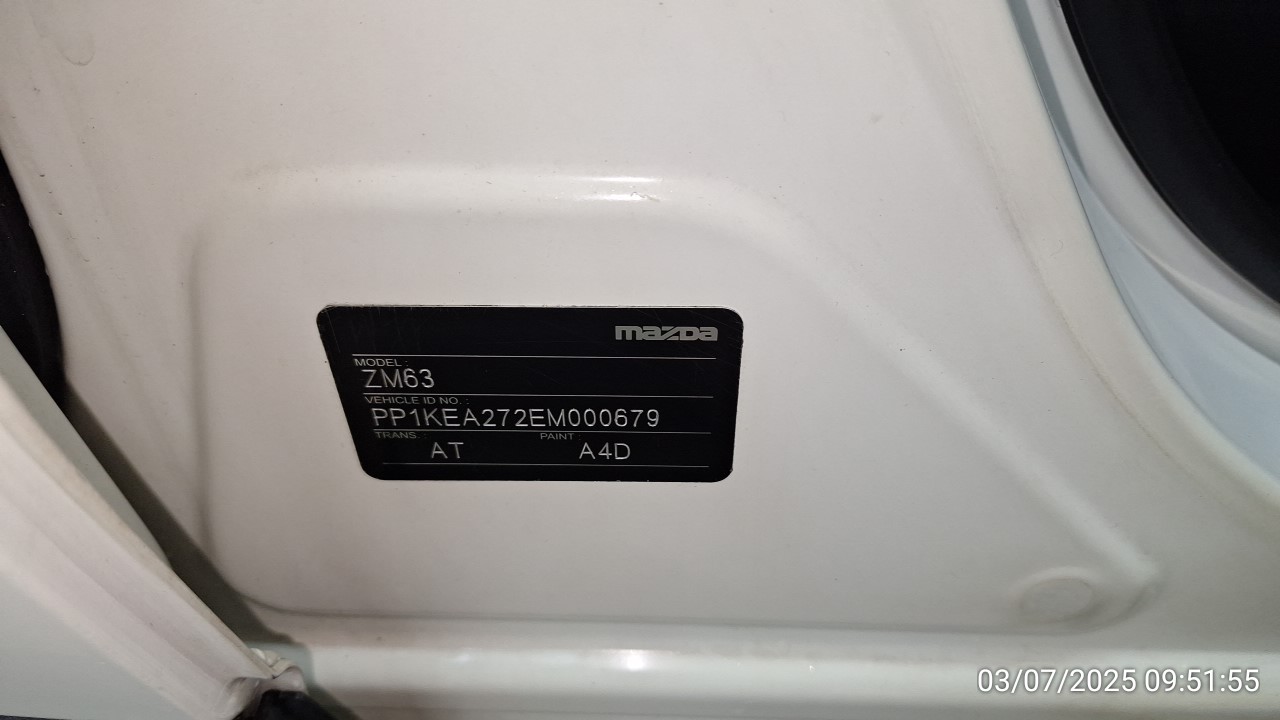 mazda
MODEL :
ZM63
VEHICLE ID NO. :
PP1KEA272EM000679
TRANS. : PAINT :
AT A4D
03/07/2025 09:51:55